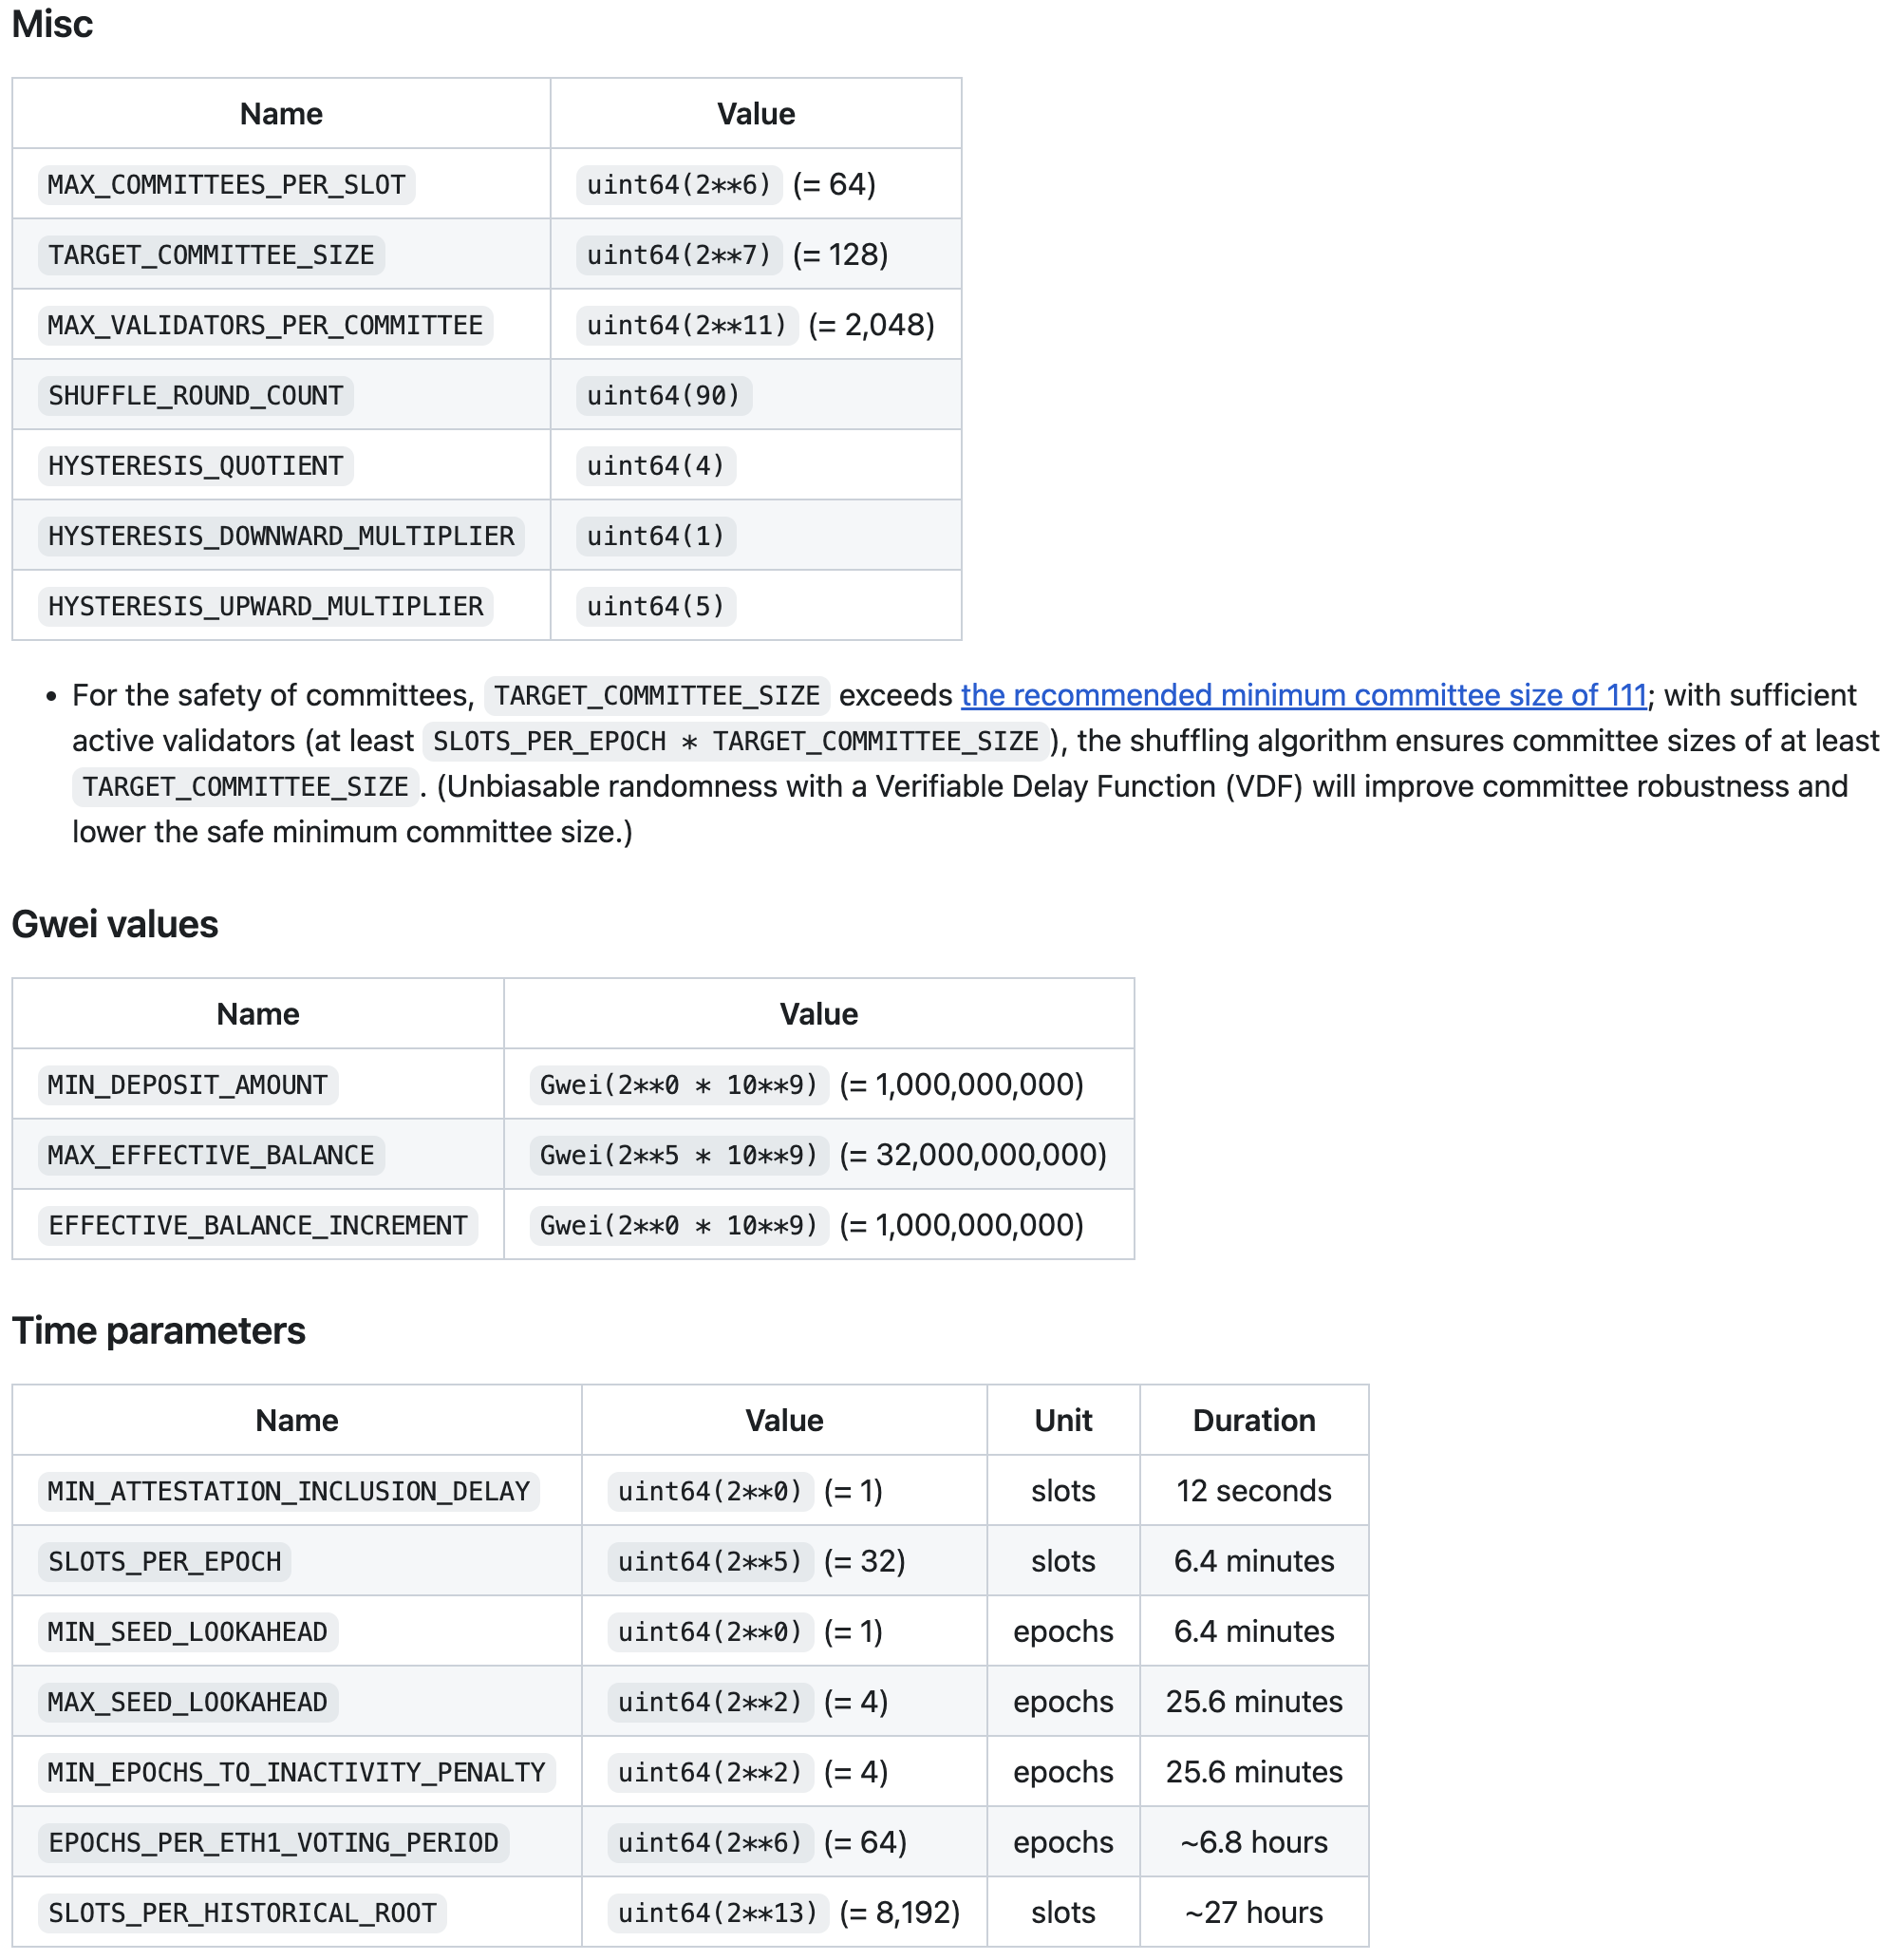 Misc
Name Value
MAX_COMMITTEES_PER_SLOT uint64(2**6) (= 64)
TARGET_COMMITTEE_SIZE uint64(2**7) (= 128)
MAX_VALIDATORS_PER_COMMITTEE uint64(2**11) (= 2,048)
SHUFFLE_ROUND_COUNT uint64(90)
HYSTERESIS_QUOTIENT uint64(4)
HYSTERESIS_DOWNWARD_MULTIPLIER uint64(1)
HYSTERESIS_UPWARD_MULTIPLIER uint64(5)
• For the safety of committees, TARGET_COMMITTEE_SIZE exceeds the recommended minimum committee size of 111; with sufficient
active validators (at least SLOTS_PER_EPOCH * TARGET_COMMITTEE_SIZE), the shuffling algorithm ensures committee sizes of at least
TARGET_COMMITTEE_SIZE. (Unbiasable randomness with a Verifiable Delay Function (VDF) will improve committee robustness and
lower the safe minimum committee size.)
Gwei values
Name Value
MIN_DEPOSIT_AMOUNT Gwei(2**0 * 10**9) (= 1,000,000,000)
MAX_EFFECTIVE_BALANCE Gwei(2**5 * 10**9) (= 32,000,000,000)
EFFECTIVE_BALANCE_INCREMENT Gwei(2**0 * 10**9) (= 1,000,000,000)
Time parameters
Name Value Unit Duration
MIN_ATTESTATION_INCLUSION_DELAY uint64(2**0) (= 1) slots 12 seconds
SLOTS_PER_EPOCH uint64(2**5) (= 32) slots 6.4 minutes
MIN_SEED_LOOKAHEAD uint64(2**0) (= 1) epochs 6.4 minutes
MAX_SEED_LOOKAHEAD uint64(2**2) (= 4) epochs 25.6 minutes
MIN_EPOCHS_TO_INACTIVITY_PENALTY uint64(2**2) (= 4) epochs 25.6 minutes
EPOCHS_PER_ETH1_VOTING_PERIOD uint64(2**6) (= 64) epochs ~6.8 hours
SLOTS_PER_HISTORICAL_ROOT uint64(2**13) (= 8,192) slots ~27 hours